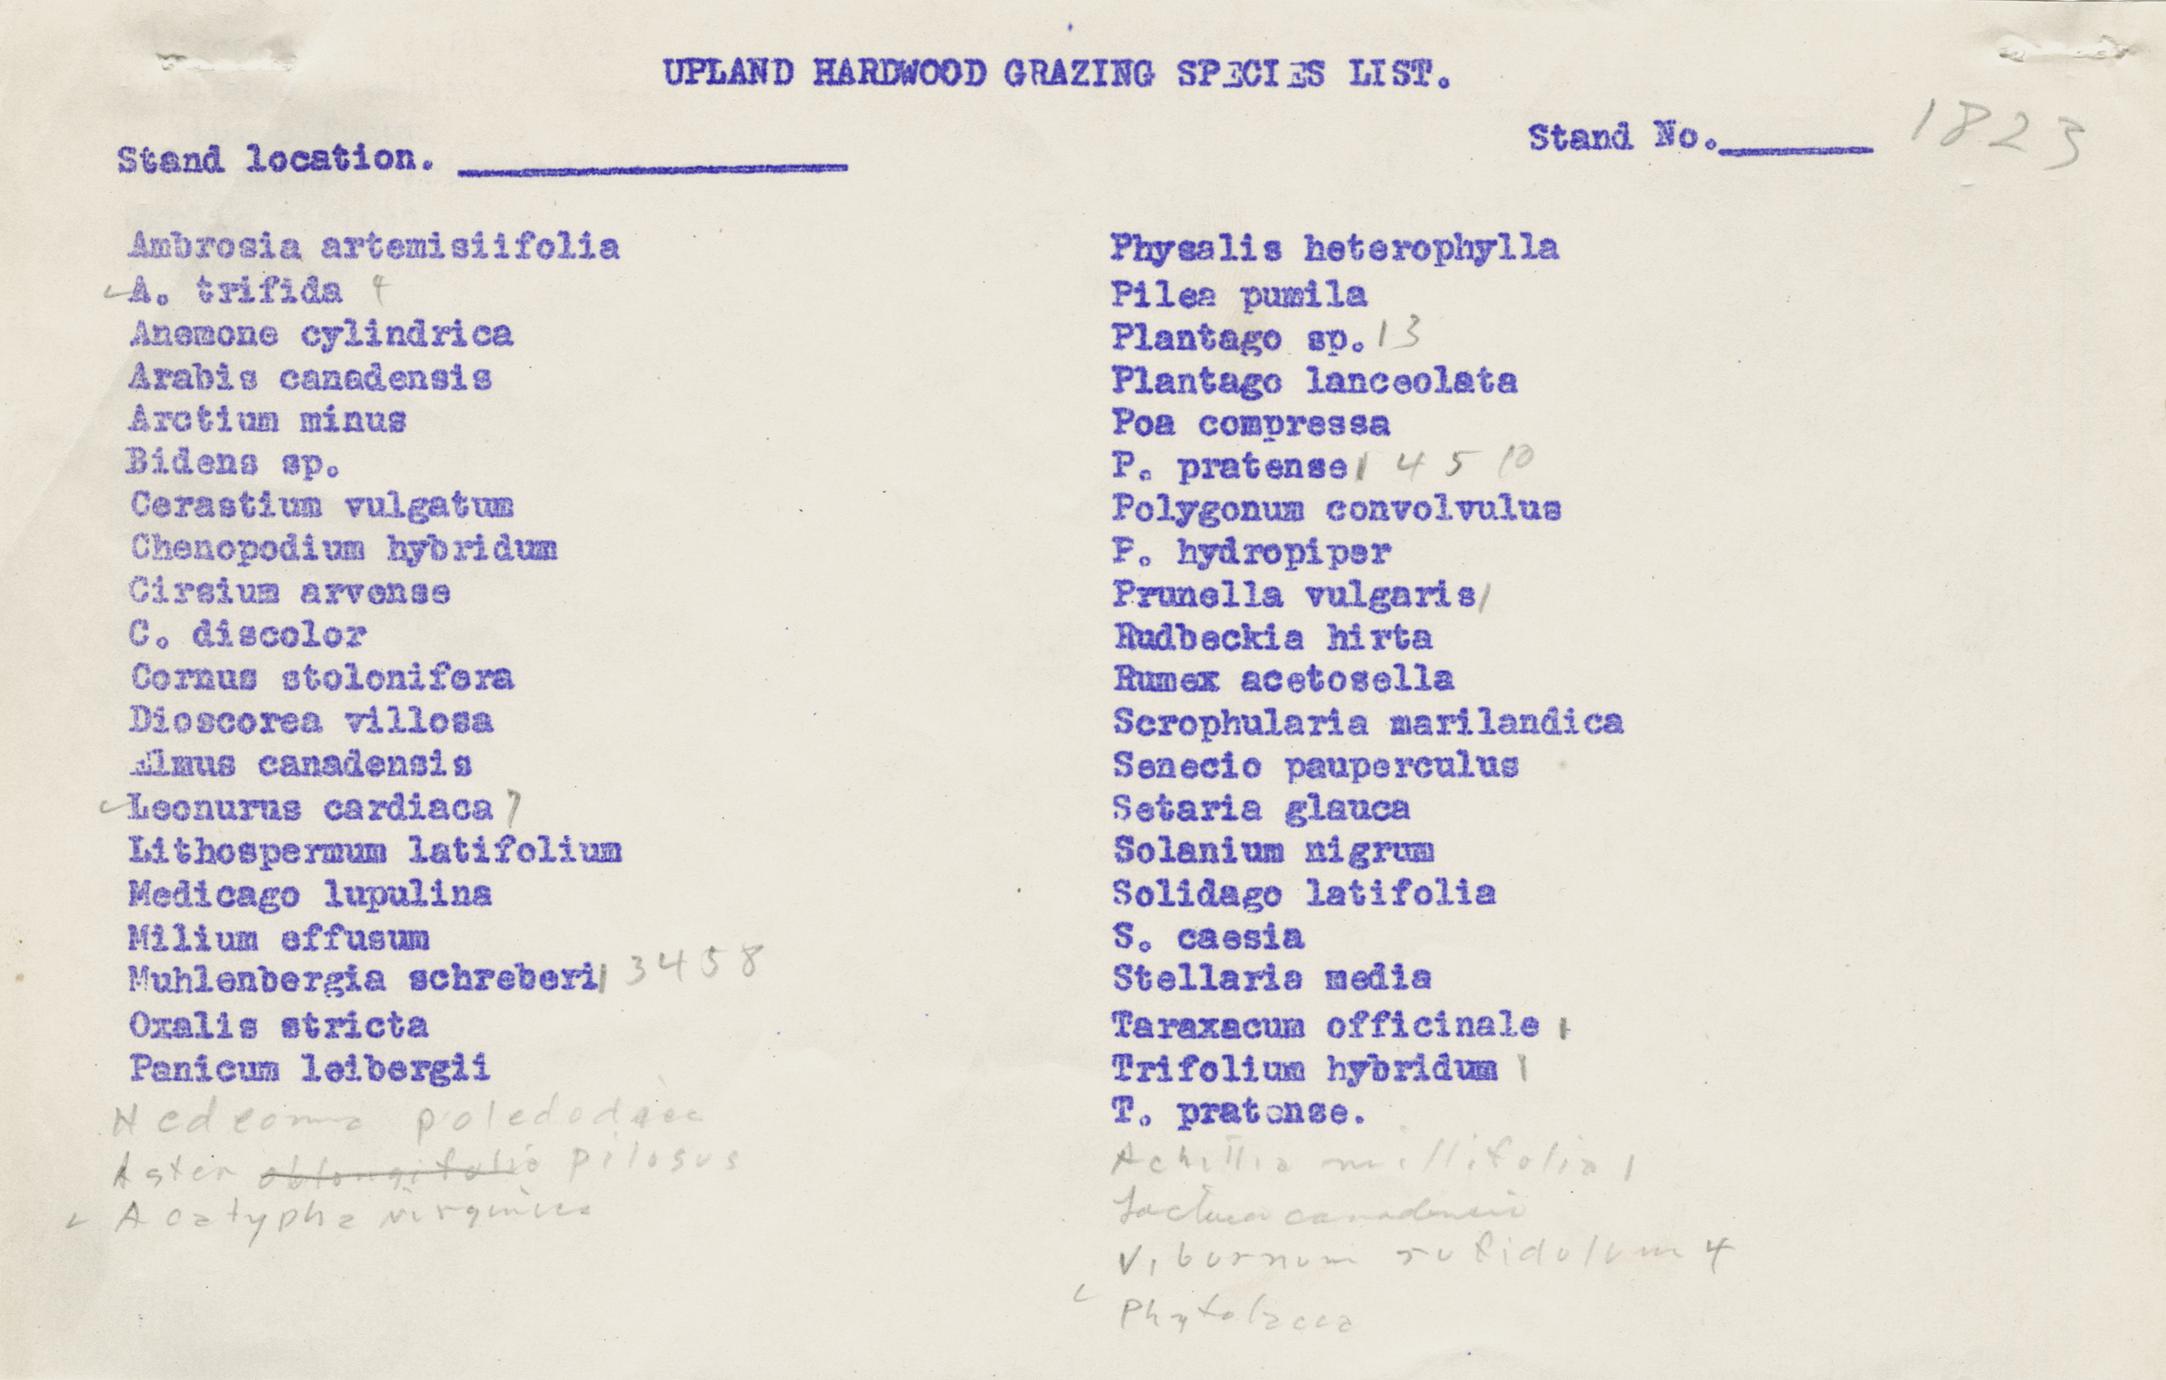 UPLAND HARDWOOD GRAZING SPECIES LIST.
Stand No. 1823
Stand location.
Ambrosia artemisiifolia
✓A. trifida 4
Anemone cylindrica
Arabis canadensis
Arctium minus
Bidens sp.
Cerastium vulgatum
Chenopodium hybridum
Cirsium arvense
C. discolor
Cornus stolonifera
Dioscorea villosa
Elmus canadensis
✓Leonurus cardiaca 7
Lithospermum latifolium
Medicago lupulina
Milium effusum
Muhlenbergia schreberi 1 3 4 5 8
Oxalis stricta
Panicum leibergii
Hedeoma
Aster oblongifolio pilosus
✓ Acalypha virginica
Physalis heterophylla
Pilea pumila
Plantago sp. 13
Plantago lanceolata
Poa compressa
P. pratense 1 4 5 10
Polygonum convolvulus
P. hydropiper
Prunella vulgaris 1
Rudbeckia hirta
Rumex acetosella
Scrophularia marilandica
Senecio pauperculus
Setaria glauca
Solanium nigrum
Solidago latifolia
S. caesia
Stellaria media
Taraxacum officinale 1
Trifolium hybridum 1
T. pratense.
Achillia millifolia 1
Lactuca canadensis
Viburnum rufidulum 4
✓ Phytolacca